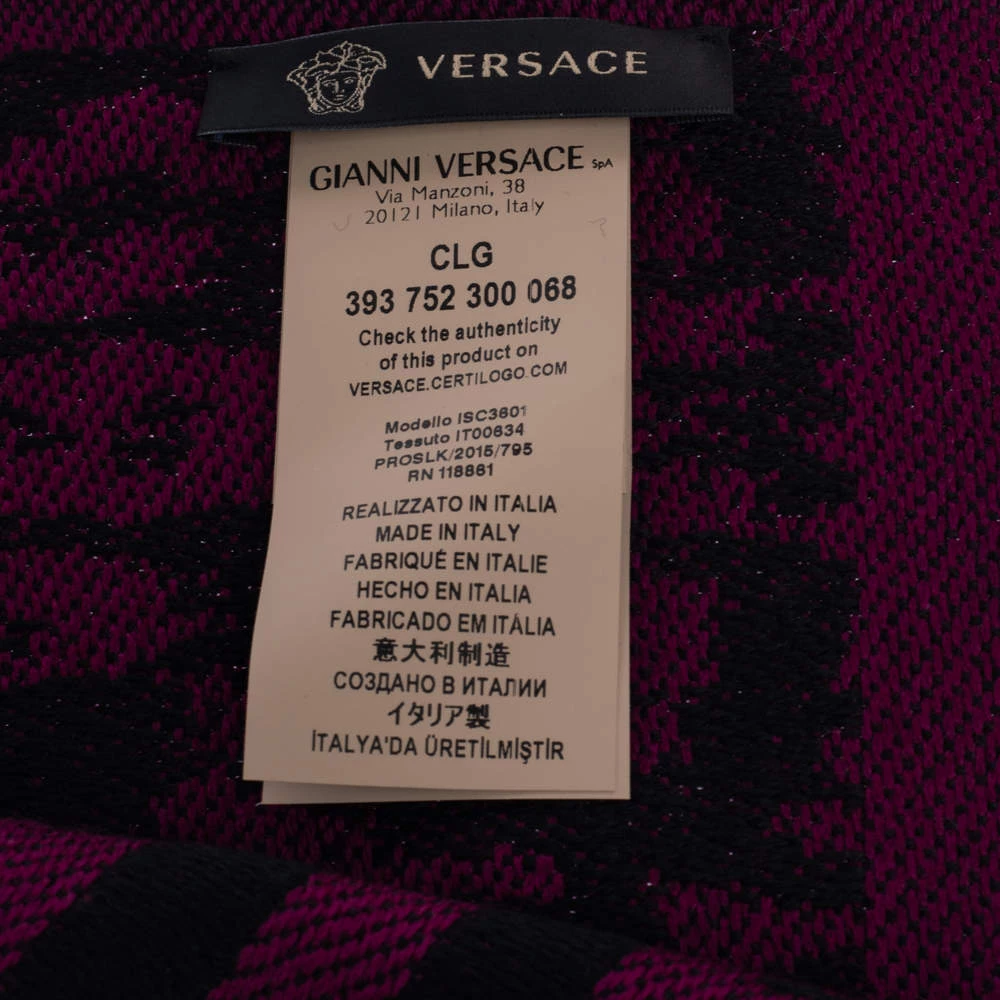 VERSACE
GIANNI VERSACE SpA
Via Manzoni, 38
20121 Milano, Italy
CLG
393 752 300 068
Check the authenticity
of this product on
VERSACE.CERTILOGO.COM
Modello ISC3601
Tessuto IT00634
PROSLK/2015/795
RN 118861
REALIZZATO IN ITALIA
MADE IN ITALY
FABRIQUÉ EN ITALIE
HECHO EN ITALIA
FABRICADO EM ITÁLIA
意大利制造
СОЗДАНО В ИТАЛИИ
イタリア製
İTALYA'DA ÜRETİLMİŞTİR